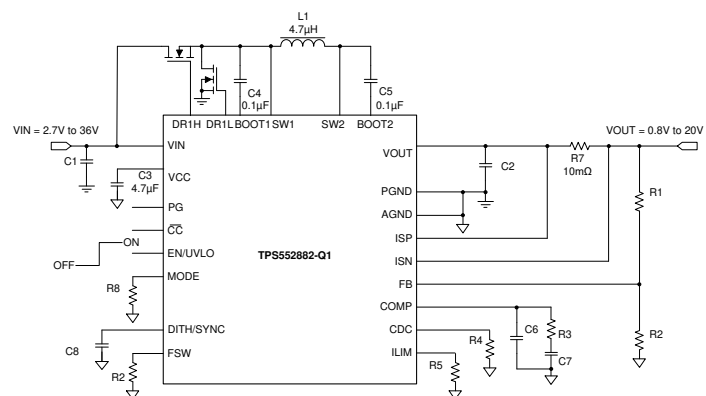 L1
4.7µH
C4
0.1µF
C5
0.1µF
VIN = 2.7V to 36V
VOUT = 0.8V to 20V
DR1H DR1L BOOT1 SW1 SW2 BOOT2
C1
VIN
VOUT
C2
R7
10mΩ
C3
4.7µF
VCC
PGND
R1
PG
AGND
CC
ISP
ON
OFF
EN/UVLO
TPS552882-Q1
ISN
MODE
FB
R8
COMP
DITH/SYNC
CDC
C6
R3
R2
C8
FSW
ILIM
R4
C7
R2
R5